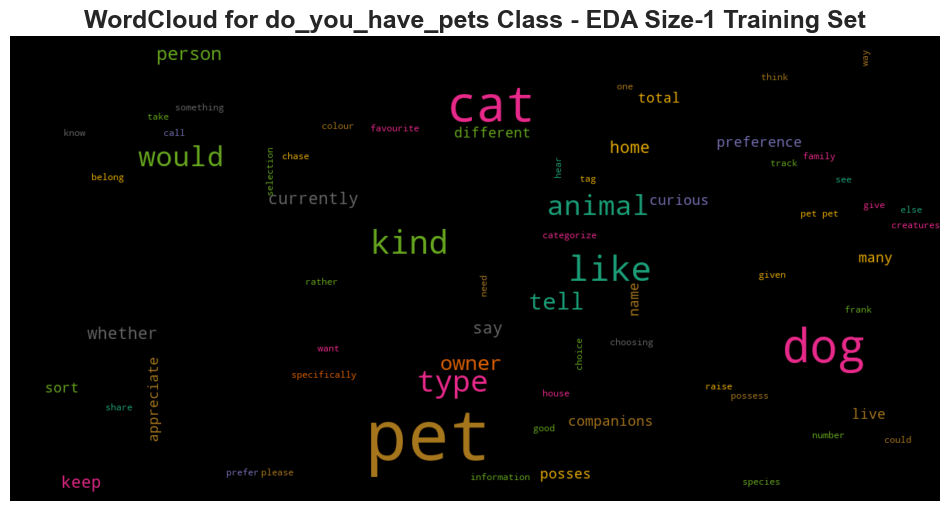 WordCloud for do_you_have_pets Class - EDA Size-1 Training Set
person
way
think
one
total
cat
something
take
know
call
colour
favourite
different
preference
home
would
chase
selection
hear
track
family
belong
tag
see
currently
animal
curious
give
else
pet pet
creatures
kind
categorize
many
like
given
rather
need
tell
name
frank
say
whether
choosing
dog
want
choice
owner
specifically
type
sort
appreciate
raise
house
possess
share
live
companions
good
number
could
pet
prefer
please
information
posses
keep
species